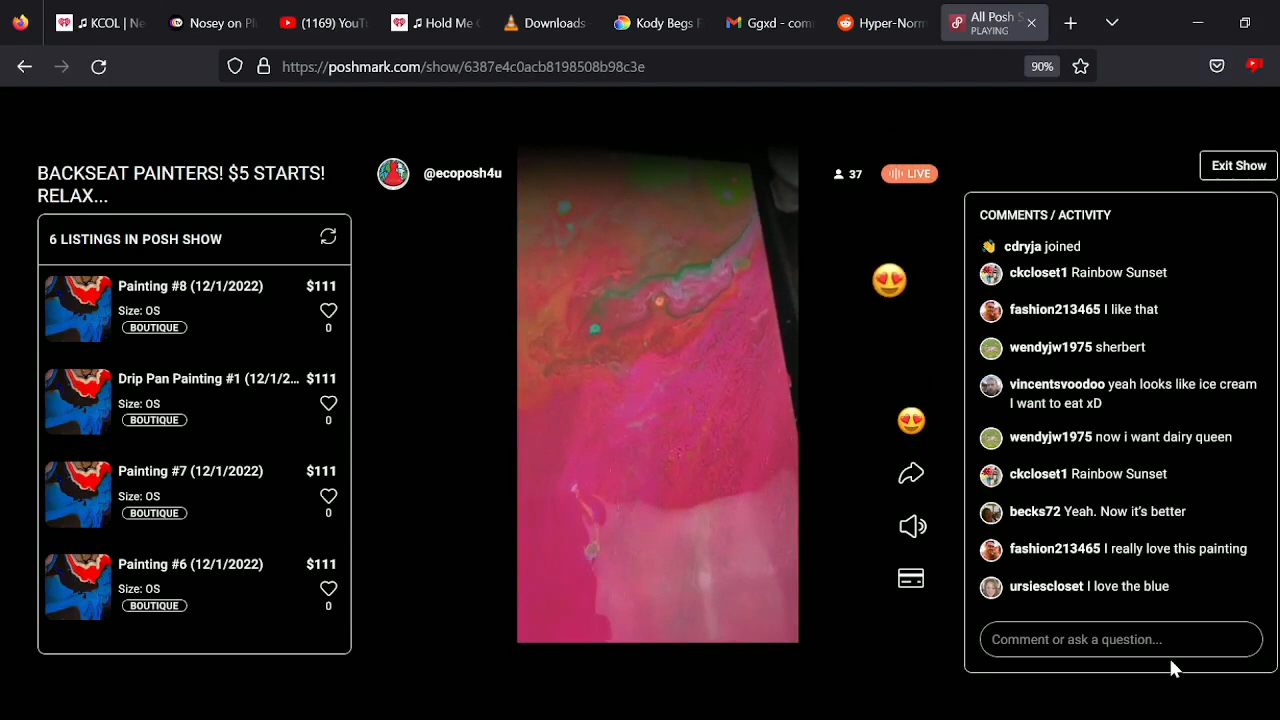 KCOL | Ne
Nosey on Pl
(1169) YouTu
Hold Me C
Downloads
Kody Begs F
Ggxd - com
Hyper-Norm
All Posh S
PLAYING
https://poshmark.com/show/6387e4c0acb8198508b98c3e
90%
BACKSEAT PAINTERS! $5 STARTS!
RELAX...
6 LISTINGS IN POSH SHOW
Painting #8 (12/1/2022) $111
Size: OS
BOUTIQUE 0
Drip Pan Painting #1 (12/1/2... $111
Size: OS
BOUTIQUE 0
Painting #7 (12/1/2022) $111
Size: OS
BOUTIQUE 0
Painting #6 (12/1/2022) $111
Size: OS
BOUTIQUE 0
@ecoposh4u
37 LIVE
Exit Show
COMMENTS / ACTIVITY
cdryja joined
ckcloset1 Rainbow Sunset
fashion213465 I like that
wendyjw1975 sherbert
vincentsvoodoo yeah looks like ice cream
I want to eat xD
wendyjw1975 now i want dairy queen
ckcloset1 Rainbow Sunset
becks72 Yeah. Now it's better
fashion213465 I really love this painting
ursiescloset I love the blue
Comment or ask a question...